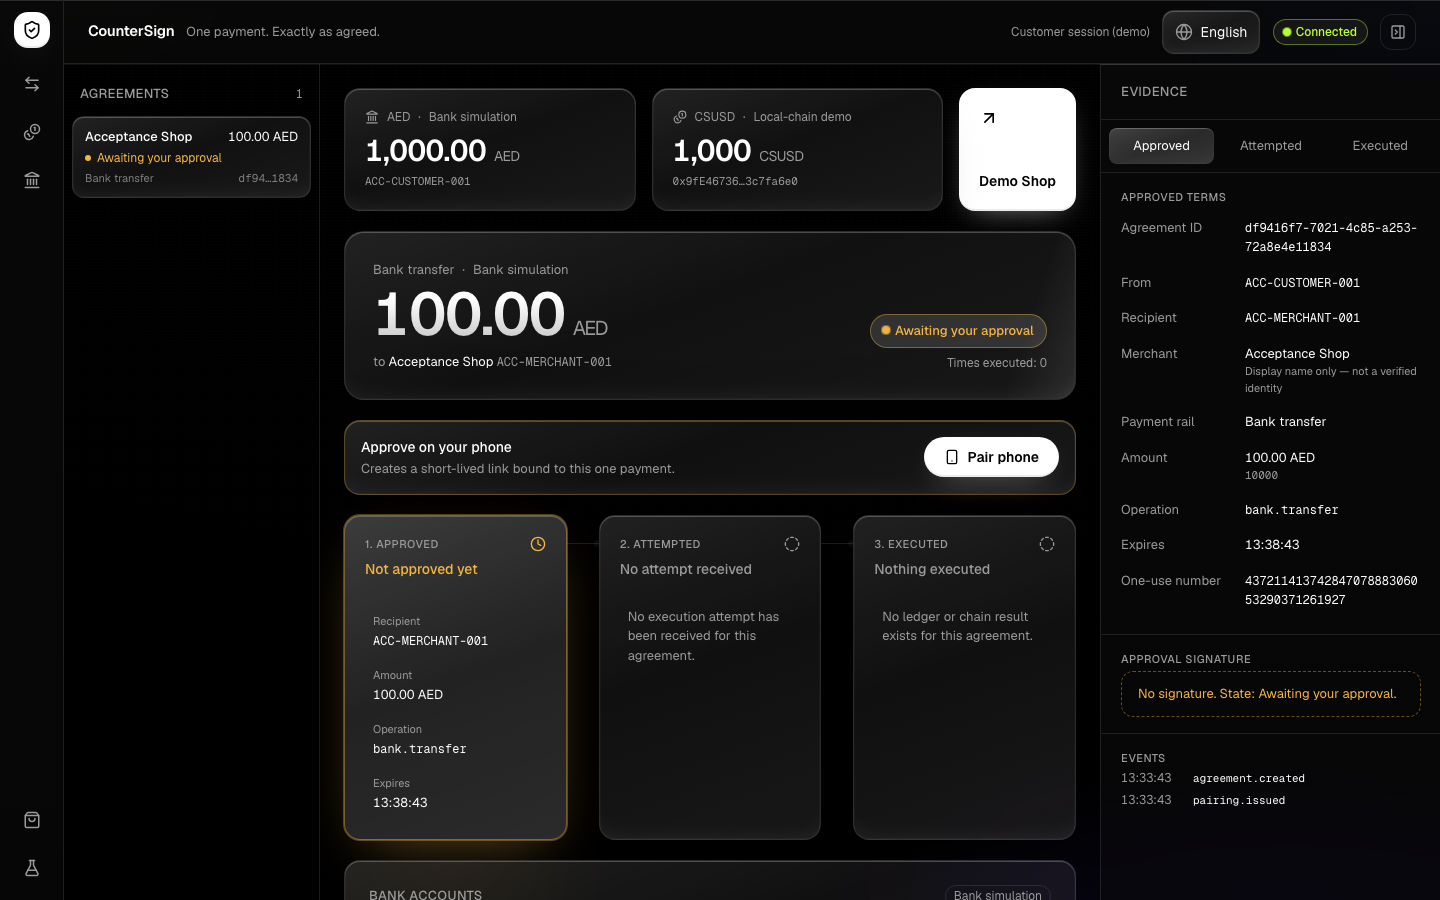 CounterSign One payment. Exactly as agreed.
Customer session (demo) English Connected
AGREEMENTS 1
Acceptance Shop 100.00 AED
Awaiting your approval
Bank transfer df94…1834
AED · Bank simulation
1,000.00 AED
ACC-CUSTOMER-001
CSUSD · Local-chain demo
1,000 CSUSD
0x9fE46736…3c7fa6e0
Demo Shop
Bank transfer · Bank simulation
100.00 AED
to Acceptance Shop ACC-MERCHANT-001
Awaiting your approval
Times executed: 0
Approve on your phone
Creates a short-lived link bound to this one payment.
Pair phone
1. APPROVED
Not approved yet
Recipient
ACC-MERCHANT-001
Amount
100.00 AED
Operation
bank.transfer
Expires
13:38:43
2. ATTEMPTED
No attempt received
No execution attempt has
been received for this
agreement.
3. EXECUTED
Nothing executed
No ledger or chain result
exists for this agreement.
BANK ACCOUNTS Bank simulation
EVIDENCE
Approved Attempted Executed
APPROVED TERMS
Agreement ID df9416f7-7021-4c85-a253-
72a8e4e11834
From ACC-CUSTOMER-001
Recipient ACC-MERCHANT-001
Merchant Acceptance Shop
Display name only — not a verified
identity
Payment rail Bank transfer
Amount 100.00 AED
10000
Operation bank.transfer
Expires 13:38:43
One-use number 437211413742847078883060
53290371261927
APPROVAL SIGNATURE
No signature. State: Awaiting your approval.
EVENTS
13:33:43 agreement.created
13:33:43 pairing.issued